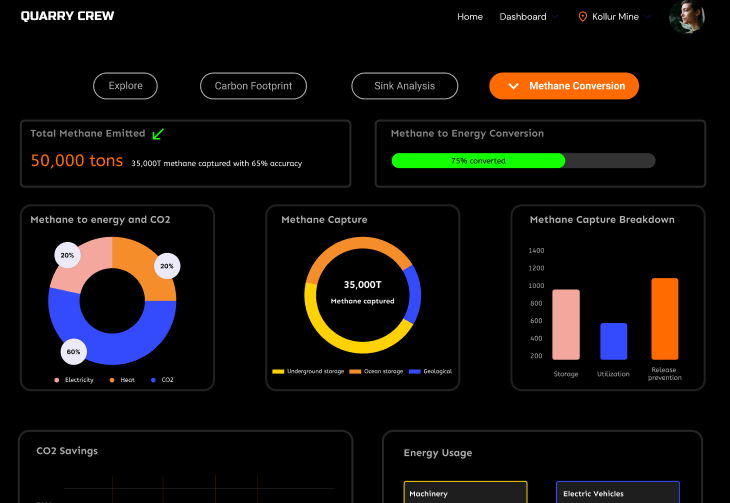 QUARRY CREW
Home Dashboard Kollur Mine
Explore Carbon Footprint Sink Analysis Methane Conversion
Total Methane Emitted
50,000 tons 35,000T methane captured with 65% accuracy
Methane to Energy Conversion
75% converted
Methane to energy and CO2
20%
20%
60%
Electricity Heat CO2
Methane Capture
35,000T
Methane captured
Underground storage Ocean storage Geological
Methane Capture Breakdown
1400
1200
1000
800
600
400
200
Storage Utilization Release
prevention
CO2 Savings
Energy Usage
Machinery
Electric Vehicles